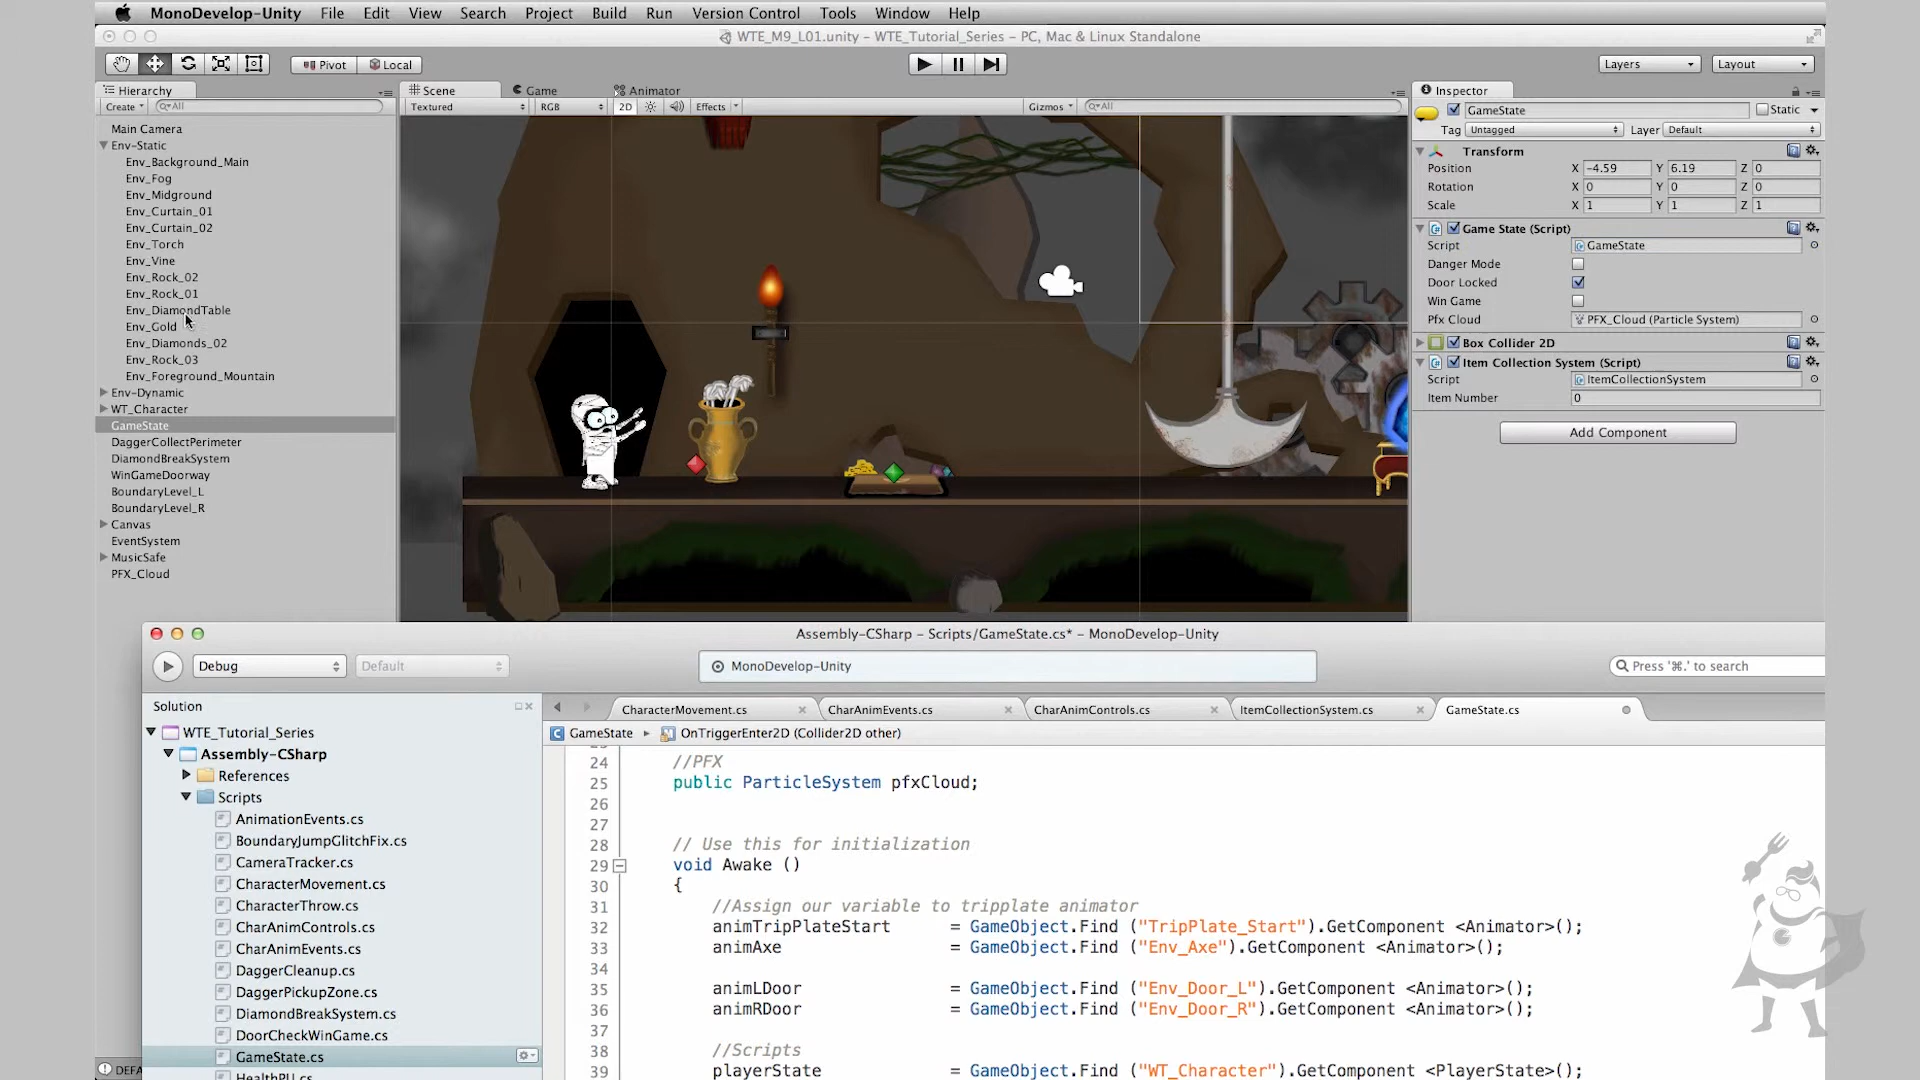 MonoDevelop-Unity File Edit View Search Project Build Run Version Control Tools Window Help
WTE_M9_L01.unity – WTE_Tutorial_Series – PC, Mac & Linux Standalone
Pivot Local Layers Layout
Hierarchy Scene Game Animator Inspector
Create All Textured RGB 2D Effects Gizmos All
GameState Static
Tag Untagged Layer Default
Transform
Position X -4.59 Y 6.19 Z 0
Rotation X 0 Y 0 Z 0
Scale X 1 Y 1 Z 1
Game State (Script)
Script GameState
Danger Mode
Door Locked
Win Game
Pfx Cloud PFX_Cloud (Particle System)
Box Collider 2D
Item Collection System (Script)
Script ItemCollectionSystem
Item Number 0
Add Component
Main Camera
Env-Static
Env_Background_Main
Env_Fog
Env_Midground
Env_Curtain_01
Env_Curtain_02
Env_Torch
Env_Vine
Env_Rock_02
Env_Rock_01
Env_DiamondTable
Env_Gold
Env_Diamonds_02
Env_Rock_03
Env_Foreground_Mountain
Env-Dynamic
WT_Character
GameState
DaggerCollectPerimeter
DiamondBreakSystem
WinGameDoorway
BoundaryLevel_L
BoundaryLevel_R
Canvas
EventSystem
MusicSafe
PFX_Cloud
Assembly-CSharp – Scripts/GameState.cs* – MonoDevelop-Unity
Debug Default MonoDevelop-Unity Press '⌘.' to search
Solution
WTE_Tutorial_Series
Assembly-CSharp
References
Scripts
AnimationEvents.cs
BoundaryJumpGlitchFix.cs
CameraTracker.cs
CharacterMovement.cs
CharacterThrow.cs
CharAnimControls.cs
CharAnimEvents.cs
DaggerCleanup.cs
DaggerPickupZone.cs
DiamondBreakSystem.cs
DoorCheckWinGame.cs
GameState.cs
HealthPU.cs
CharacterMovement.cs CharAnimEvents.cs CharAnimControls.cs ItemCollectionSystem.cs GameState.cs
GameState OnTriggerEnter2D (Collider2D other)
24 //PFX
25 public ParticleSystem pfxCloud;
26
27
28 // Use this for initialization
29 void Awake ()
30 {
31 //Assign our variable to tripplate animator
32 animTripPlateStart = GameObject.Find ("TripPlate_Start").GetComponent <Animator>();
33 animAxe = GameObject.Find ("Env_Axe").GetComponent <Animator>();
34
35 animLDoor = GameObject.Find ("Env_Door_L").GetComponent <Animator>();
36 animRDoor = GameObject.Find ("Env_Door_R").GetComponent <Animator>();
37
38 //Scripts
39 playerState = GameObject.Find ("WT_Character").GetComponent <PlayerState>();